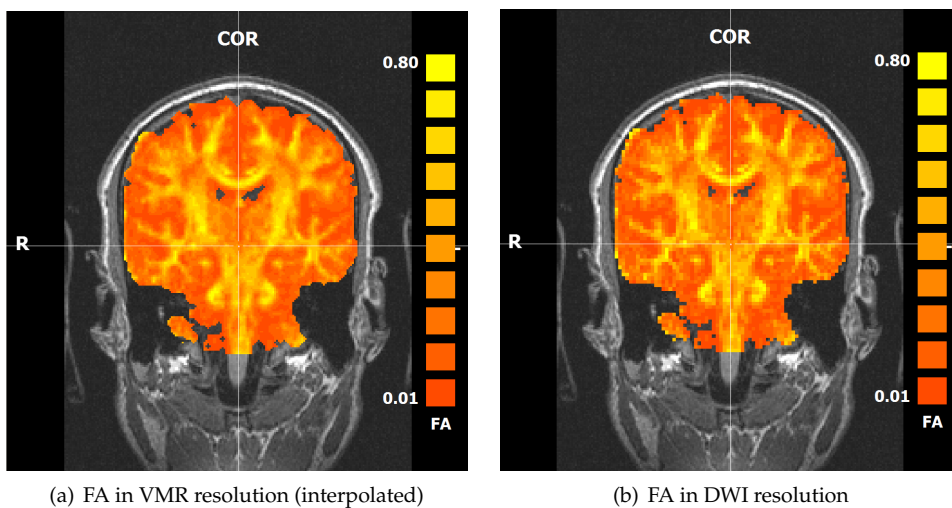 COR
0.80
R
L
0.01
FA
COR
0.80
R
0.01
FA
(a) FA in VMR resolution (interpolated)
(b) FA in DWI resolution